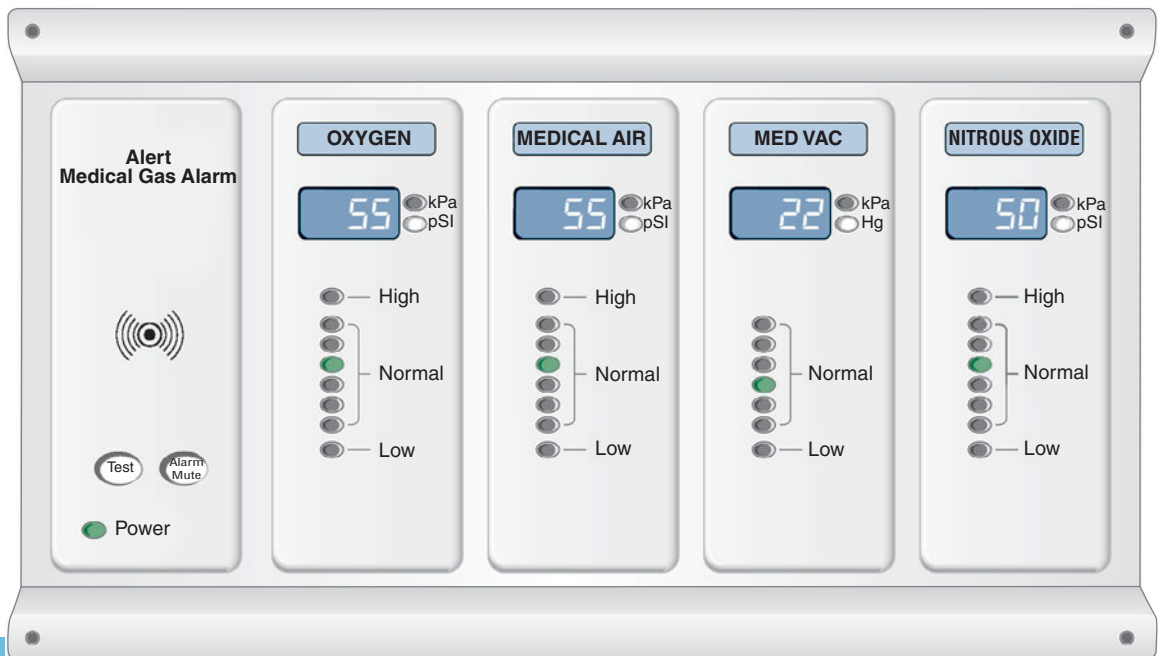 Alert
Medical Gas Alarm
Test
Alarm
Mute
Power
OXYGEN
55
kPa
pSI
High
Normal
Low
MEDICAL AIR
55
kPa
pSI
High
Normal
Low
MED VAC
22
kPa
Hg
Normal
Low
NITROUS OXIDE
50
kPa
pSI
High
Normal
Low